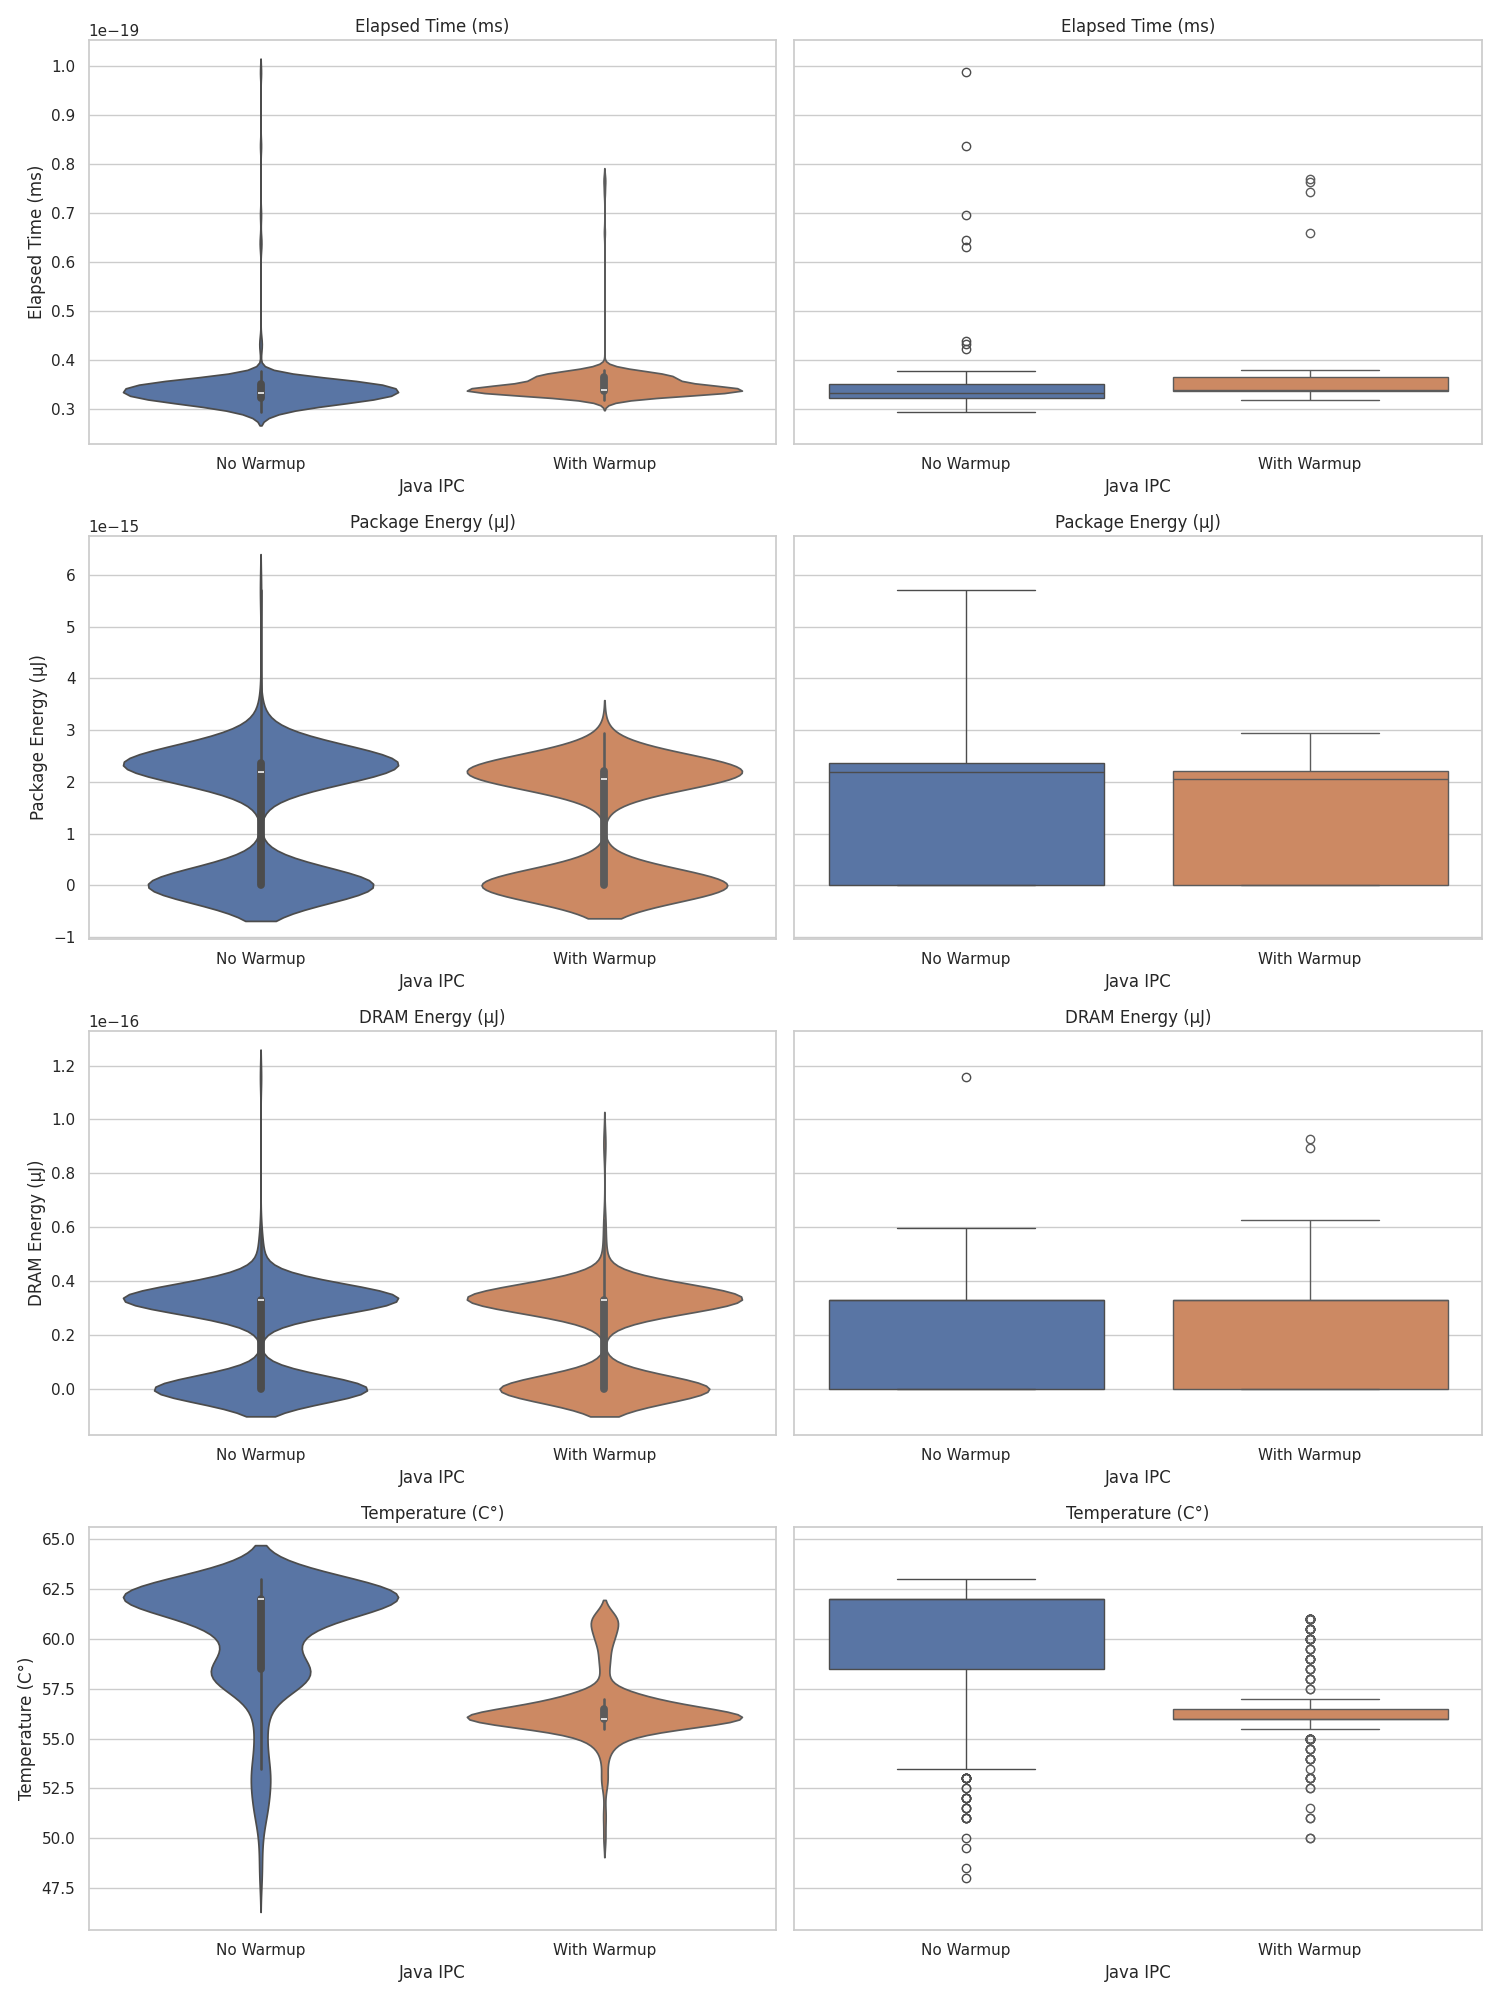 Elapsed Time (ms)
Elapsed Time (ms)
1e−19
1.0
0.9
0.8
0.7
0.6
0.5
0.4
0.3
Elapsed Time (ms)
No Warmup
With Warmup
No Warmup
With Warmup
Java IPC
Java IPC
Package Energy (μJ)
Package Energy (μJ)
1e−15
6
5
4
3
2
1
0
−1
Package Energy (μJ)
No Warmup
With Warmup
No Warmup
With Warmup
Java IPC
Java IPC
DRAM Energy (μJ)
DRAM Energy (μJ)
1e−16
1.2
1.0
0.8
0.6
0.4
0.2
0.0
DRAM Energy (μJ)
No Warmup
With Warmup
No Warmup
With Warmup
Java IPC
Java IPC
Temperature (C°)
Temperature (C°)
65.0
62.5
60.0
57.5
55.0
52.5
50.0
47.5
Temperature (C°)
No Warmup
With Warmup
No Warmup
With Warmup
Java IPC
Java IPC